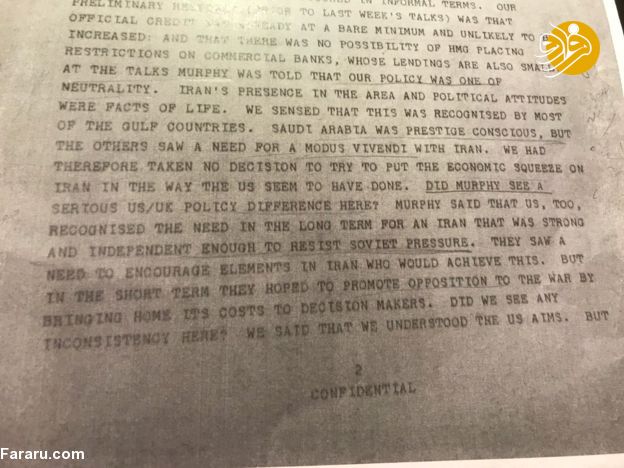 IN INFORMAL TERMS. OUR
PRELIMINARY TO LAST WEEK'S TALKS) WAS THAT
OFFICIAL CREDIT WAS ALREADY AT A BARE MINIMUM AND UNLIKELY TO BE
INCREASED: AND THAT THERE WAS NO POSSIBILITY OF HMG PLACING
RESTRICTIONS ON COMMERCIAL BANKS, WHOSE LENDINGS ARE ALSO SMALL
AT THE TALKS MURPHY WAS TOLD THAT OUR POLICY WAS ONE OF
NEUTRALITY. IRAN'S PRESENCE IN THE AREA AND POLITICAL ATTITUDES
WERE FACTS OF LIFE. WE SENSED THAT THIS WAS RECOGNISED BY MOST
OF THE GULF COUNTRIES. SAUDI ARABIA WAS PRESTIGE CONSCIOUS, BUT
THE OTHERS SAW A NEED FOR A MODUS VIVENDI WITH IRAN. WE HAD
THEREFORE TAKEN NO DECISION TO TRY TO PUT THE ECONOMIC SQUEEZE ON
IRAN IN THE WAY THE US SEEM TO HAVE DONE. DID MURPHY SEE A
SERIOUS US/UK POLICY DIFFERENCE HERE? MURPHY SAID THAT US, TOO,
RECOGNISED THE NEED IN THE LONG TERM FOR AN IRAN THAT WAS STRONG
AND INDEPENDENT ENOUGH TO RESIST SOVIET PRESSURE. THEY SAW A
NEED TO ENCOURAGE ELEMENTS IN IRAN WHO WOULD ACHIEVE THIS. BUT
IN THE SHORT TERM THEY HOPED TO PROMOTE OPPOSITION TO THE WAR BY
BRINGING HOME ITS COSTS TO DECISION MAKERS. DID WE SEE ANY
INCONSISTENCY HERE? WE SAID THAT WE UNDERSTOOD THE US AIMS. BUT
2
CONFIDENTIAL
Fararu.com